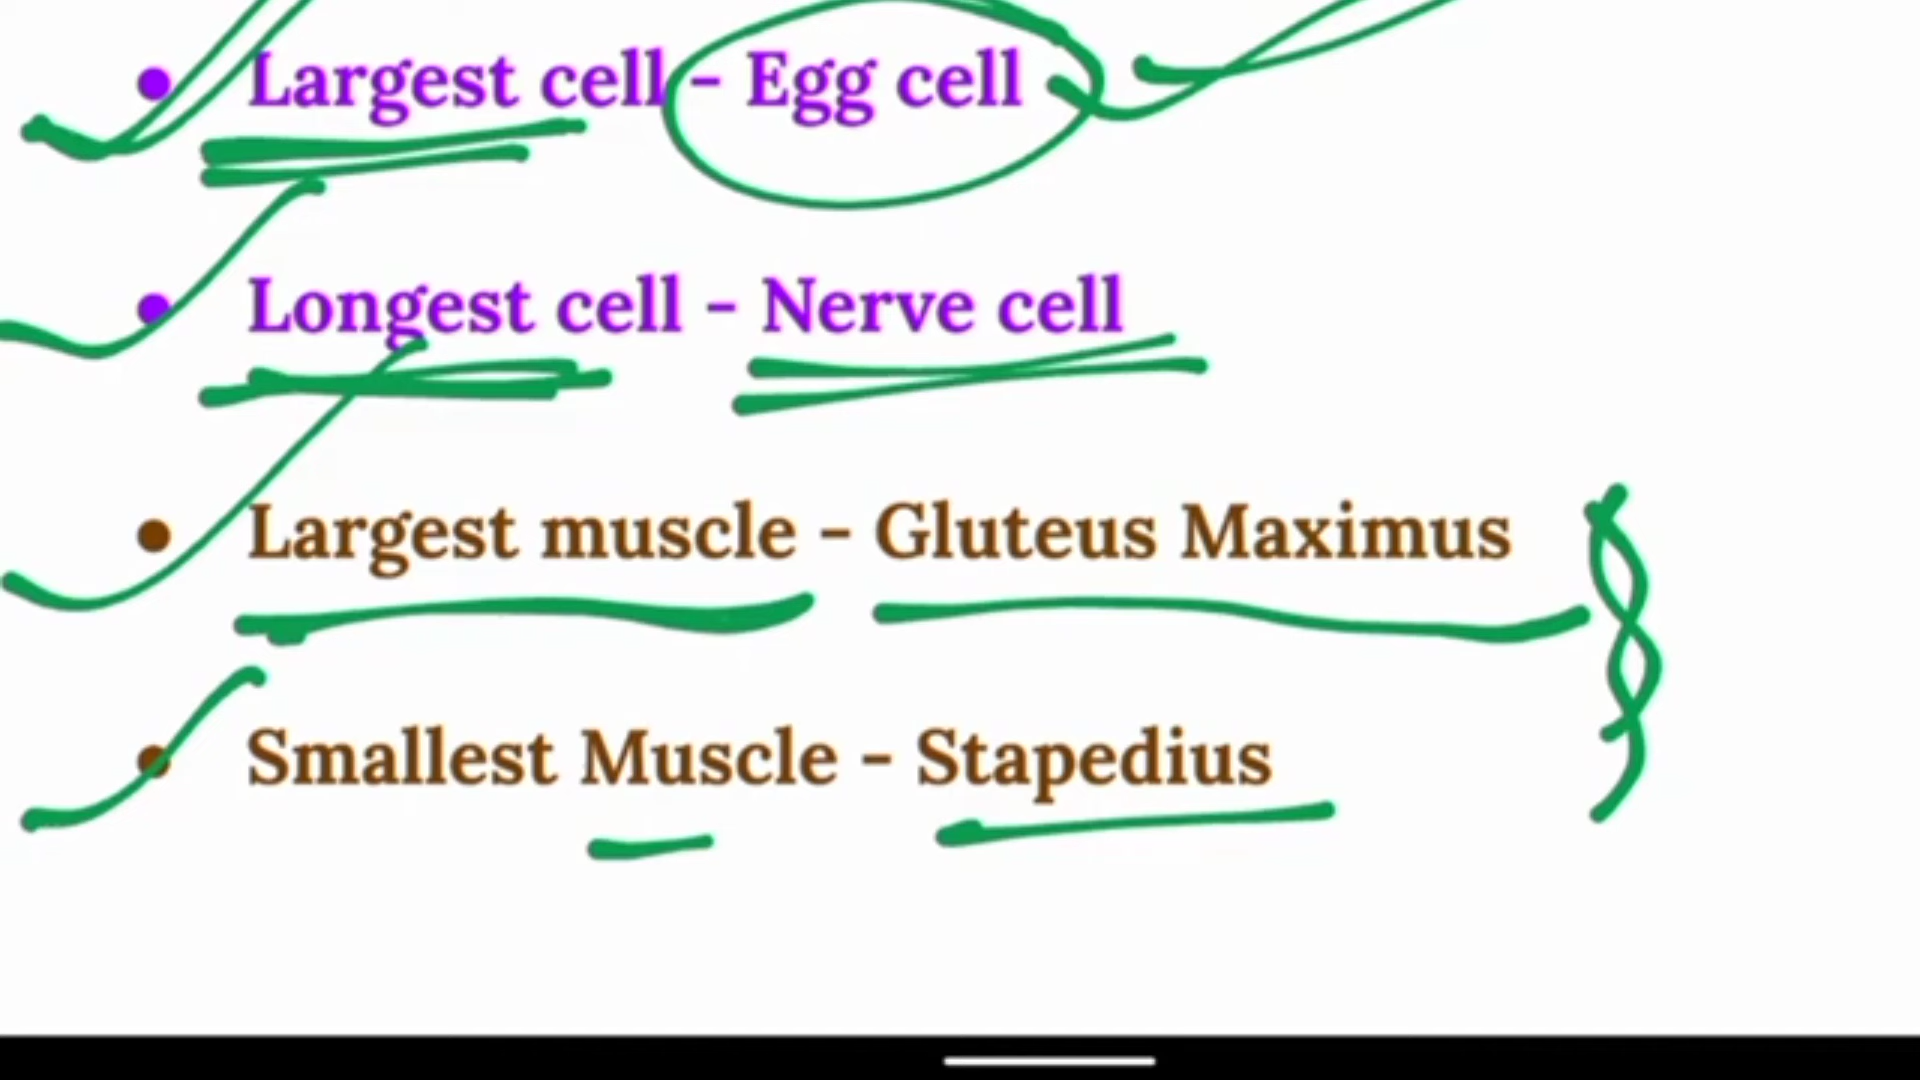 • Largest cell - Egg cell
• Longest cell - Nerve cell
• Largest muscle - Gluteus Maximus
• Smallest Muscle - Stapedius